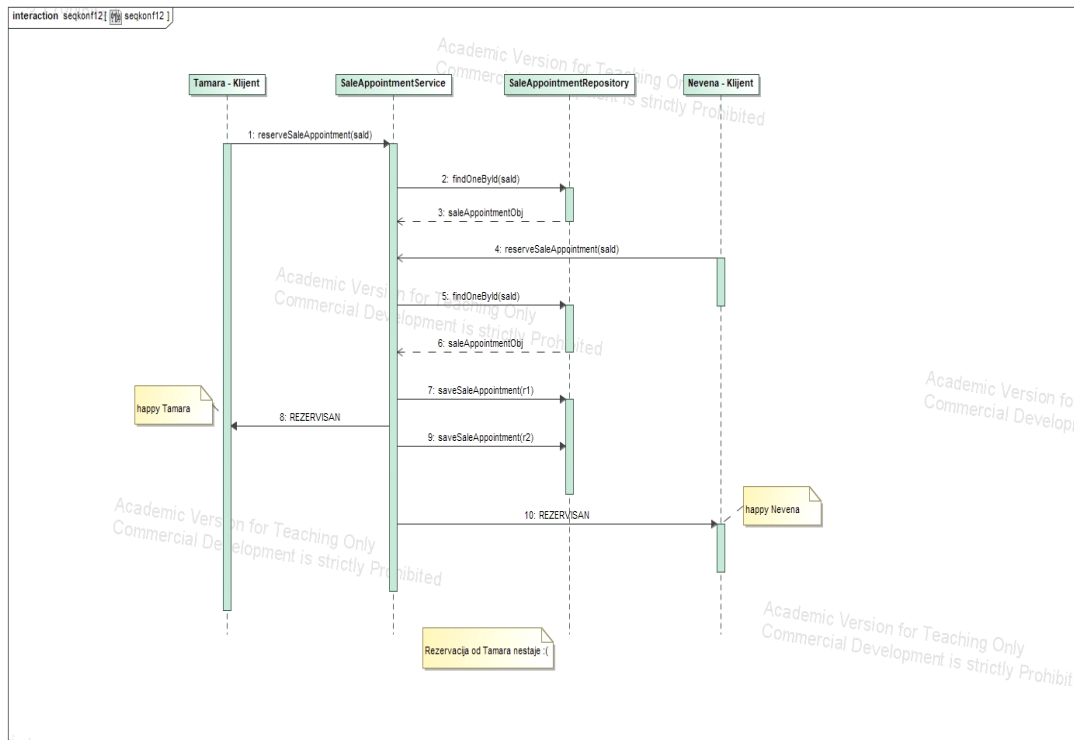 interaction seqkonf12[ seqkonf12 ]
Academic Version for Teaching Only
Commercial Development is strictly Prohibited
Tamara - Klijent
SaleAppointmentService
SaleAppointmentRepository
Nevena - Klijent
1: reserveSaleAppointment(saId)
2: findOneById(saId)
3: saleAppointmentObj
4: reserveSaleAppointment(saId)
Academic Version for Teaching Only
Commercial Development is strictly Prohibited
5: findOneById(saId)
6: saleAppointmentObj
Academic Version fo
Commercial Developm
7: saveSaleAppointment(r1)
happy Tamara
8: REZERVISAN
9: saveSaleAppointment(r2)
Academic Version for Teaching Only
Commercial Development is strictly Prohibited
happy Nevena
10: REZERVISAN
Academic Version for Teaching Only
Commercial Development is strictly Prohibit
Rezervacija od Tamara nestaje :(